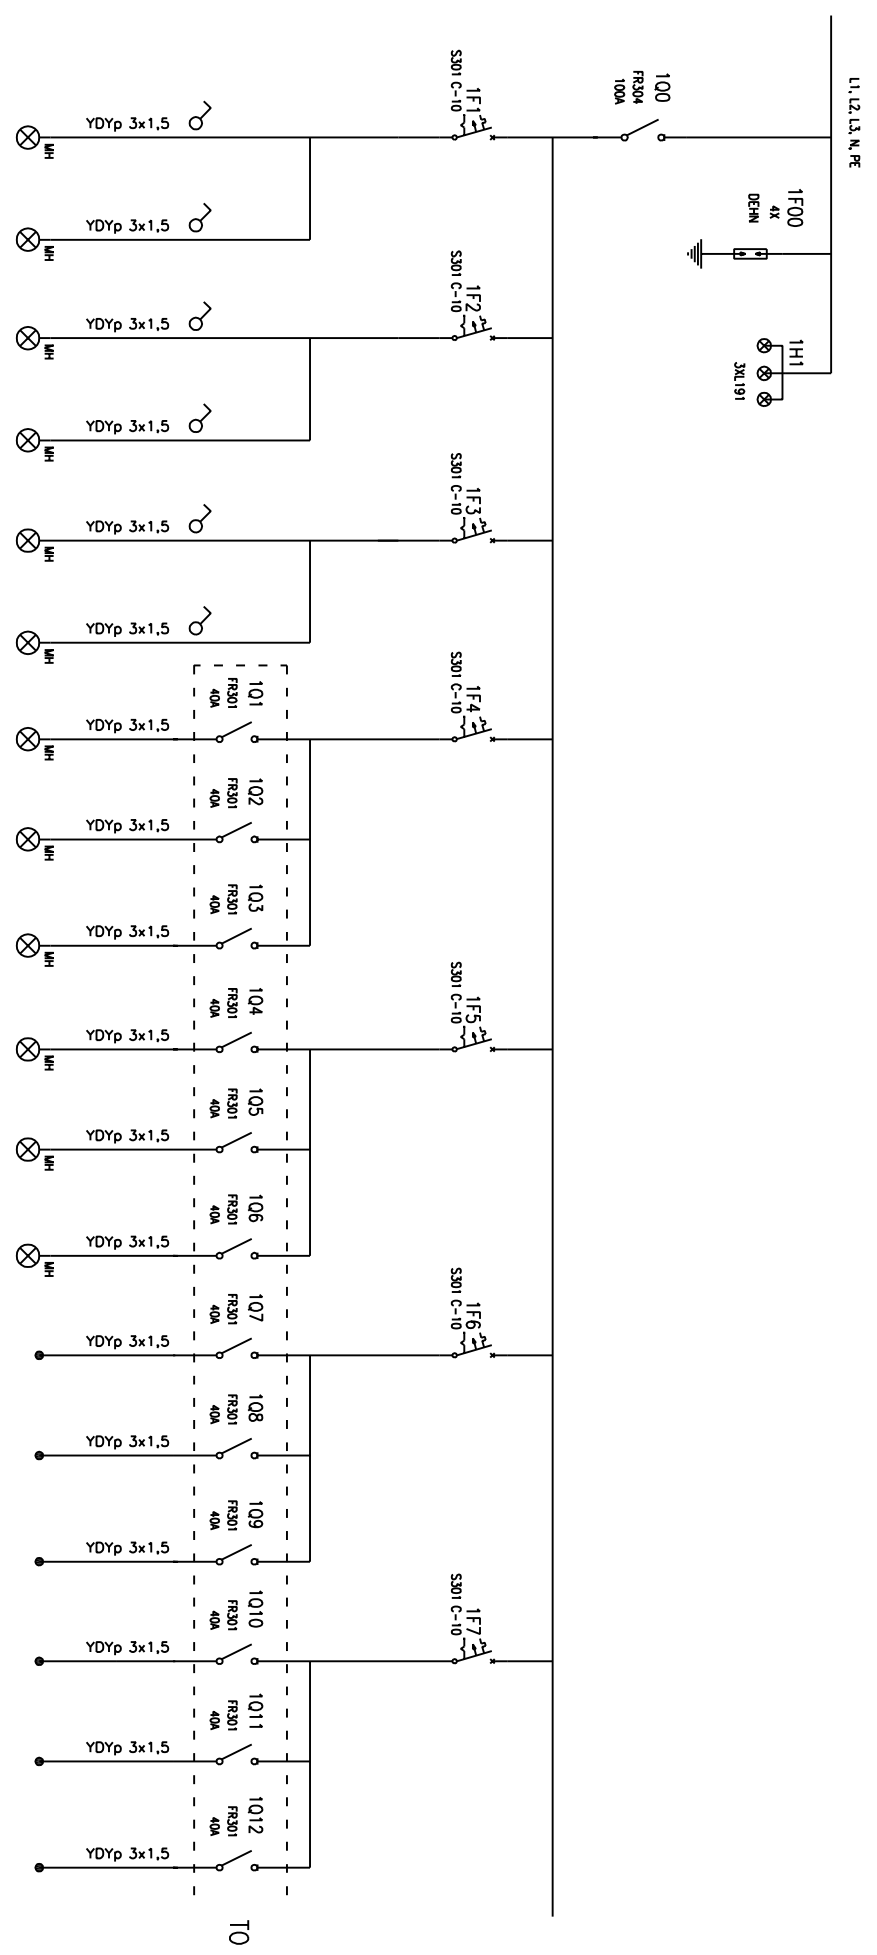 L1, L2, L3, N, PE
1Q0
FR304
100A
1F00
4X
DEHN
1H1
3XL191
1F1
S301 C-10
YDYp 3x1,5
MH
YDYp 3x1,5
MH
1F2
S301 C-10
YDYp 3x1,5
MH
YDYp 3x1,5
MH
1F3
S301 C-10
YDYp 3x1,5
MH
YDYp 3x1,5
MH
1F4
S301 C-10
1Q1
FR301
40A
YDYp 3x1,5
MH
1Q2
FR301
40A
YDYp 3x1,5
MH
1Q3
FR301
40A
YDYp 3x1,5
MH
1F5
S301 C-10
1Q4
FR301
40A
YDYp 3x1,5
MH
1Q5
FR301
40A
YDYp 3x1,5
MH
1Q6
FR301
40A
YDYp 3x1,5
MH
1F6
S301 C-10
1Q7
FR301
40A
YDYp 3x1,5
1Q8
FR301
40A
YDYp 3x1,5
1Q9
FR301
40A
YDYp 3x1,5
1F7
S301 C-10
1Q10
FR301
40A
YDYp 3x1,5
1Q11
FR301
40A
YDYp 3x1,5
1Q12
FR301
40A
YDYp 3x1,5
TO